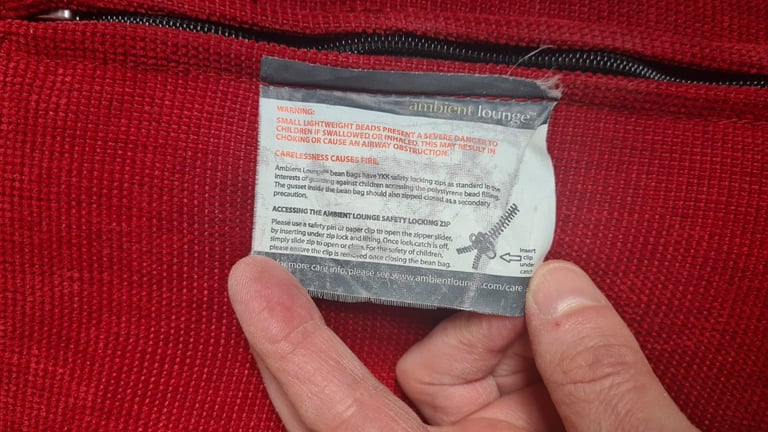 ambient lounge™
WARNING:
SMALL LIGHTWEIGHT BEADS PRESENT A SEVERE DANGER TO
CHILDREN IF SWALLOWED OR INHALED. THIS MAY RESULT IN
CHOKING OR CAUSE AN AIRWAY OBSTRUCTION.
CARELESSNESS CAUSES FIRE.
Ambient Lounge™ bean bags have YKK safety locking zips as standard in the
interests of guarding against children accessing the polystyrene bead filling.
The gusset inside the bean bag should also zipped closed as a secondary
precaution.
ACCESSING THE AMBIENT LOUNGE SAFETY LOCKING ZIP
Please use a safety pin or paper clip to open the zipper slider,
by inserting under zip lock and lifting. Once lock catch is off,
simply slide zip to open or close. For the safety of children,
please ensure the clip is removed once closing the bean bag.
Insert
clip
under
catch
For more care info, please see www.ambientlounge.com/care